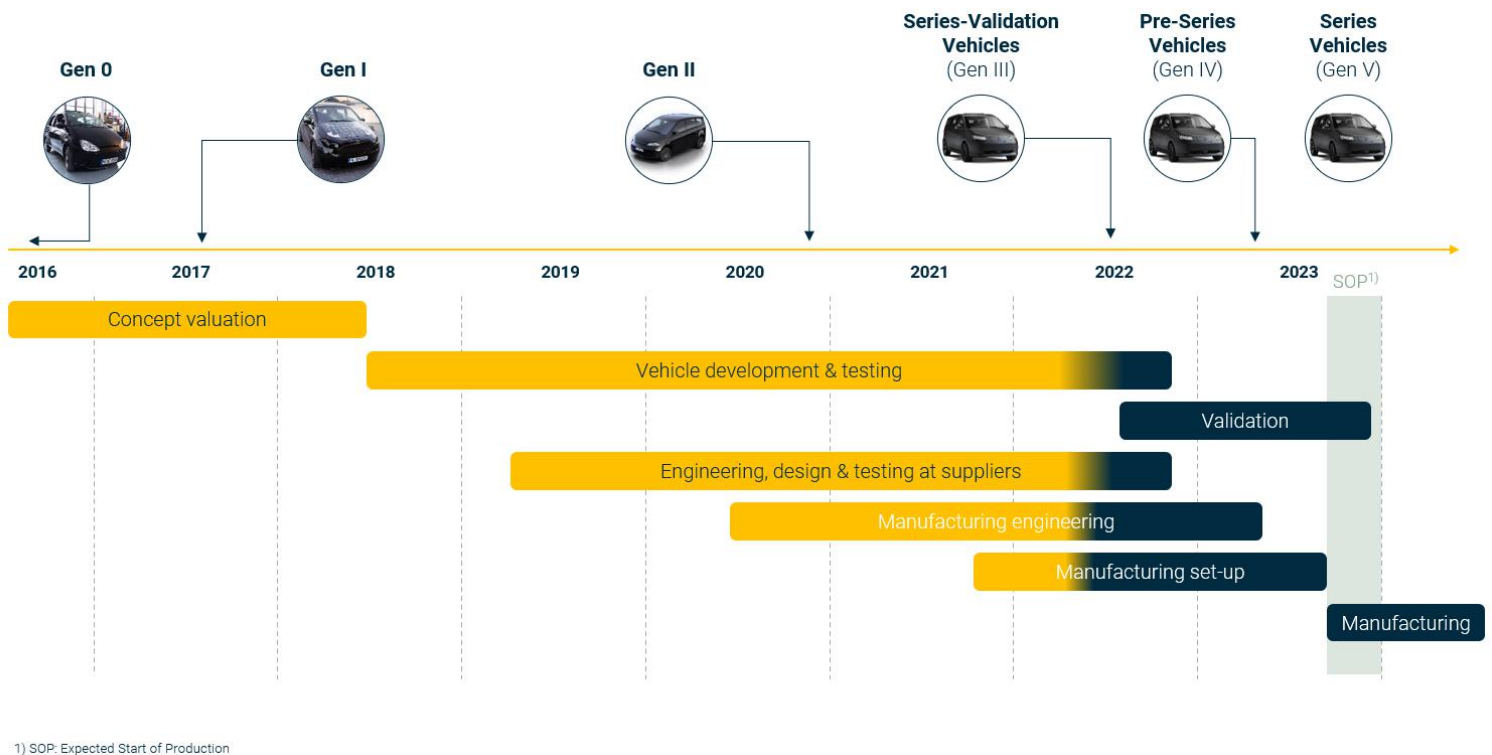 Gen 0
Gen I
Gen II
Series-Validation
Vehicles
(Gen III)
Pre-Series
Vehicles
(Gen IV)
Series
Vehicles
(Gen V)
2016
2017
2018
2019
2020
2021
2022
2023
SOP1)
Concept valuation
Vehicle development & testing
Validation
Engineering, design & testing at suppliers
Manufacturing engineering
Manufacturing set-up
Manufacturing
1) SOP: Expected Start of Production